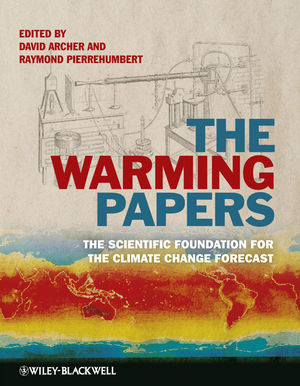 EDITED BY
DAVID ARCHER AND
RAYMOND PIERREHUMBERT
THE
WARMING
PAPERS
THE SCIENTIFIC FOUNDATION FOR
THE CLIMATE CHANGE FORECAST
WILEY-BLACKWELL